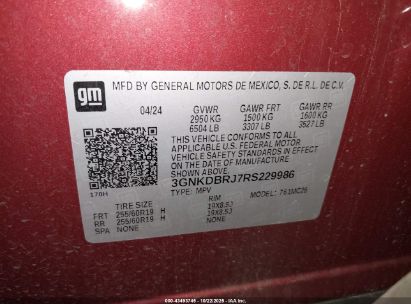 gm
MFD BY GENERAL MOTORS DE MEXICO, S. DE R.L. DE C.V.
04/24 GVWR GAWR FRT GAWR RR
2950 KG 1500 KG 1600 KG
6504 LB 3307 LB 3527 LB
THIS VEHICLE CONFORMS TO ALL
APPLICABLE U.S. FEDERAL MOTOR
VEHICLE SAFETY STANDARDS IN EFFECT
ON THE DATE OF MANUFACTURE
SHOWN ABOVE.
3GNKDBRJ7RS229986
170H TYPE: MPV MODEL: 1MC26
TIRE SIZE RIM
FRT 255/60R19 H 19X8.5J
RR 255/60R19 H 19X8.5J
SPA NONE NONE